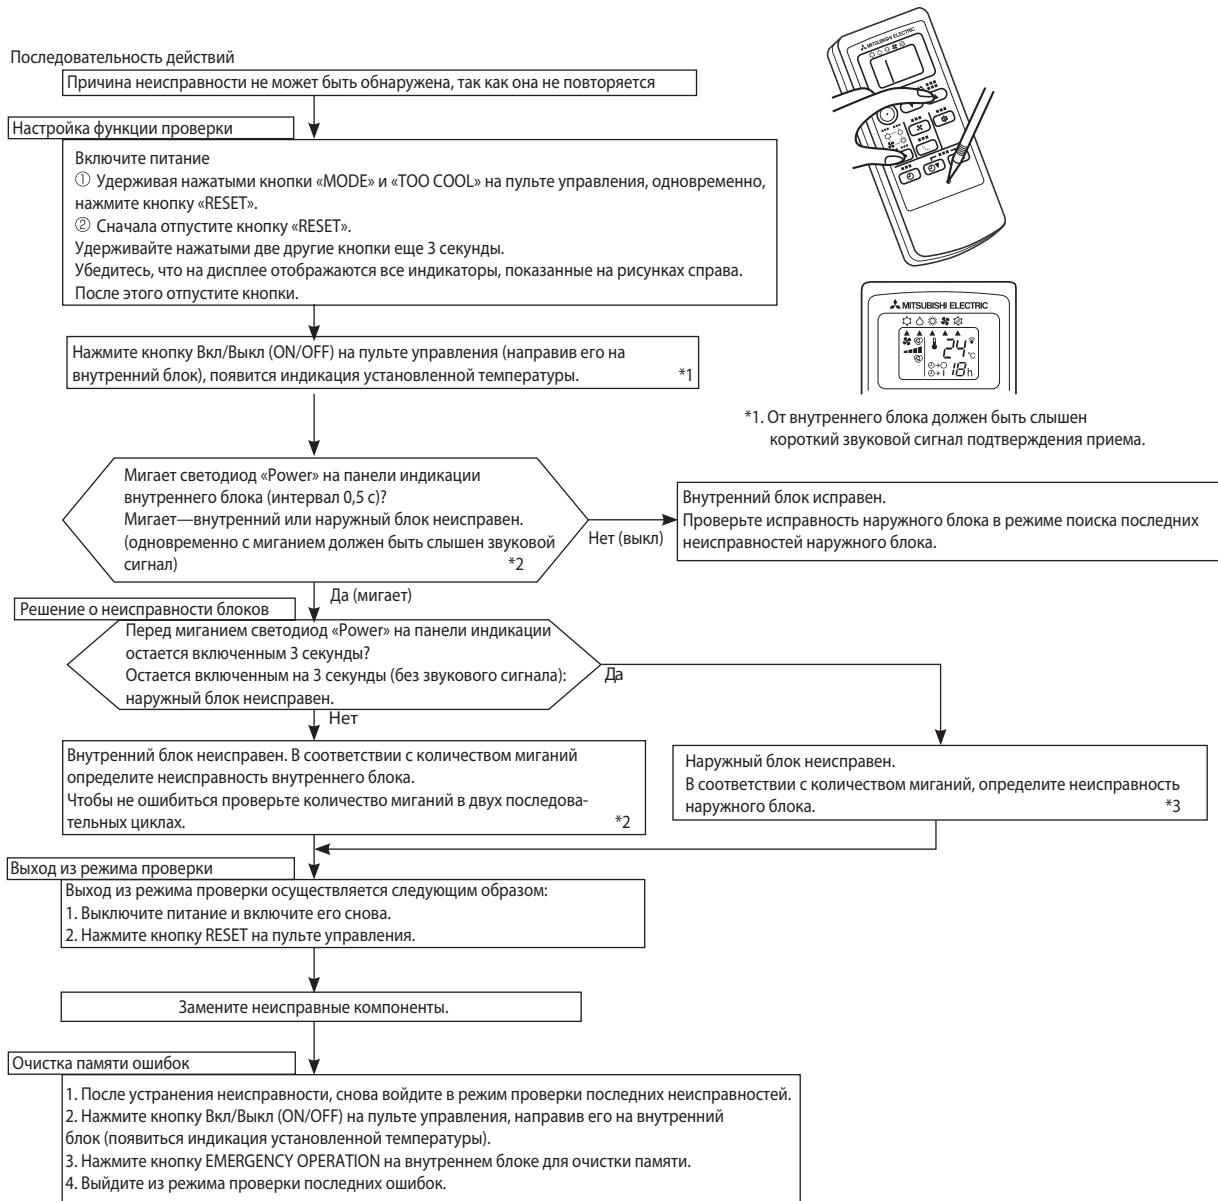 Последовательность действий
Причина неисправности не может быть обнаружена, так как она не повторяется
Настройка функции проверки
Включите питание
① Удерживая нажатыми кнопки «MODE» и «TOO COOL» на пульте управления, одновременно,
нажмите кнопку «RESET».
② Сначала отпустите кнопку «RESET».
Удерживайте нажатыми две другие кнопки еще 3 секунды.
Убедитесь, что на дисплее отображаются все индикаторы, показанные на рисунках справа.
После этого отпустите кнопки.
MITSUBISHI ELECTRIC
MITSUBISHI ELECTRIC
24 °C
18 h
*1. От внутреннего блока должен быть слышен
короткий звуковой сигнал подтверждения приема.
Нажмите кнопку Вкл/Выкл (ON/OFF) на пульте управления (направив его на
внутренний блок), появится индикация установленной температуры. *1
Мигает светодиод «Power» на панели индикации
внутреннего блока (интервал 0,5 с)?
Мигает—внутренний или наружный блок неисправен.
(одновременно с миганием должен быть слышен звуковой
сигнал) *2
Нет (выкл)
Внутренний блок исправен.
Проверьте исправность наружного блока в режиме поиска последних
неисправностей наружного блока.
Да (мигает)
Решение о неисправности блоков
Перед миганием светодиод «Power» на панели индикации
остается включенным 3 секунды?
Остается включенным на 3 секунды (без звукового сигнала):
наружный блок неисправен.
Да
Нет
Внутренний блок неисправен. В соответствии с количеством миганий
определите неисправность внутреннего блока.
Чтобы не ошибиться проверьте количество миганий в двух последова-
тельных циклах. *2
Наружный блок неисправен.
В соответствии с количеством миганий, определите неисправность
наружного блока. *3
Выход из режима проверки
Выход из режима проверки осуществляется следующим образом:
1. Выключите питание и включите его снова.
2. Нажмите кнопку RESET на пульте управления.
Замените неисправные компоненты.
Очистка памяти ошибок
1. После устранения неисправности, снова войдите в режим проверки последних неисправностей.
2. Нажмите кнопку Вкл/Выкл (ON/OFF) на пульте управления, направив его на внутренний
блок (появиться индикация установленной температуры).
3. Нажмите кнопку EMERGENCY OPERATION на внутреннем блоке для очистки памяти.
4. Выйдите из режима проверки последних ошибок.